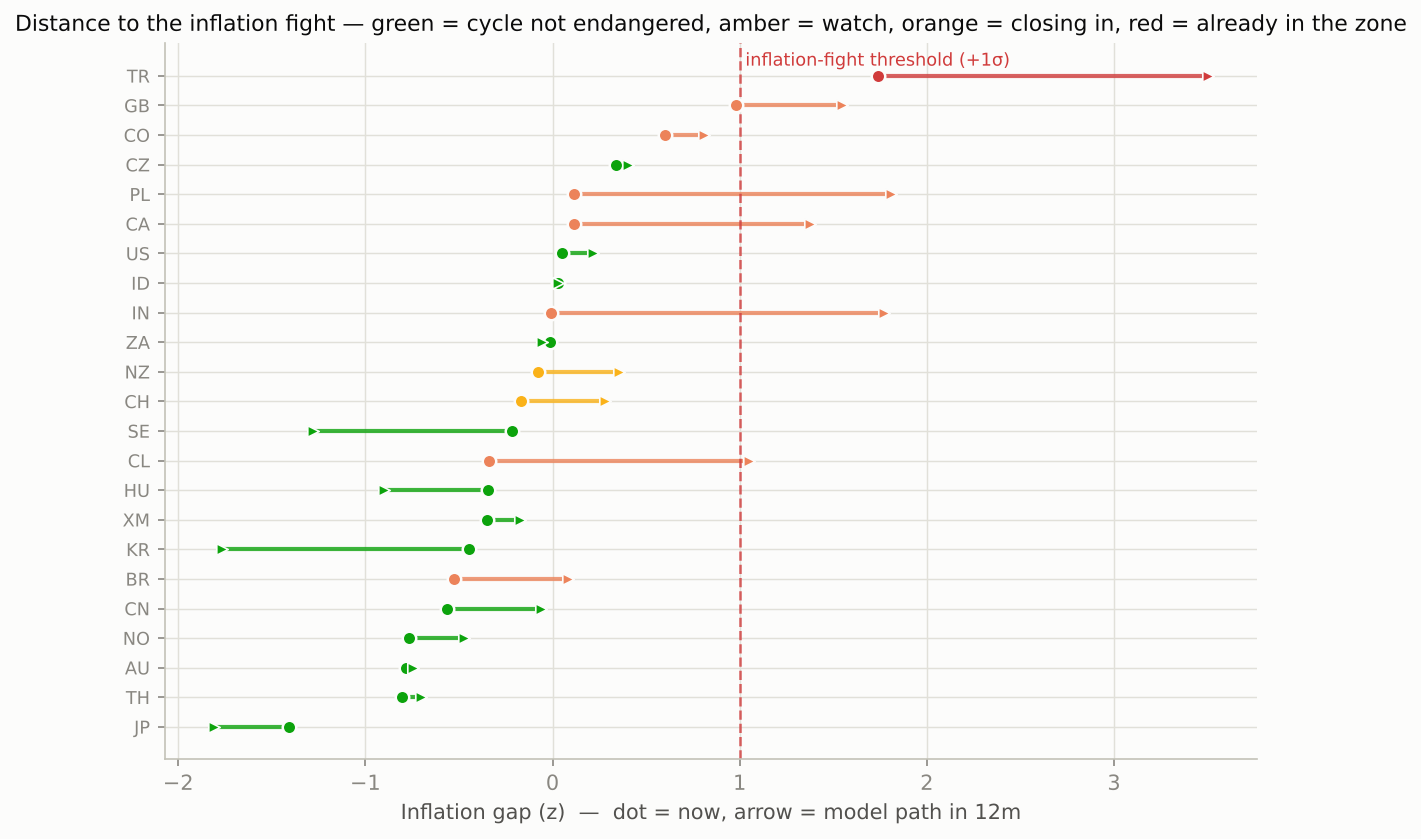 Distance to the inflation fight — green = cycle not endangered, amber = watch, orange = closing in, red = already in the zone
inflation-fight threshold (+1σ)
TR
GB
CO
CZ
PL
CA
US
ID
IN
ZA
NZ
CH
SE
CL
HU
XM
KR
BR
CN
NO
AU
TH
JP
−2 −1 0 1 2 3
Inflation gap (z) — dot = now, arrow = model path in 12m